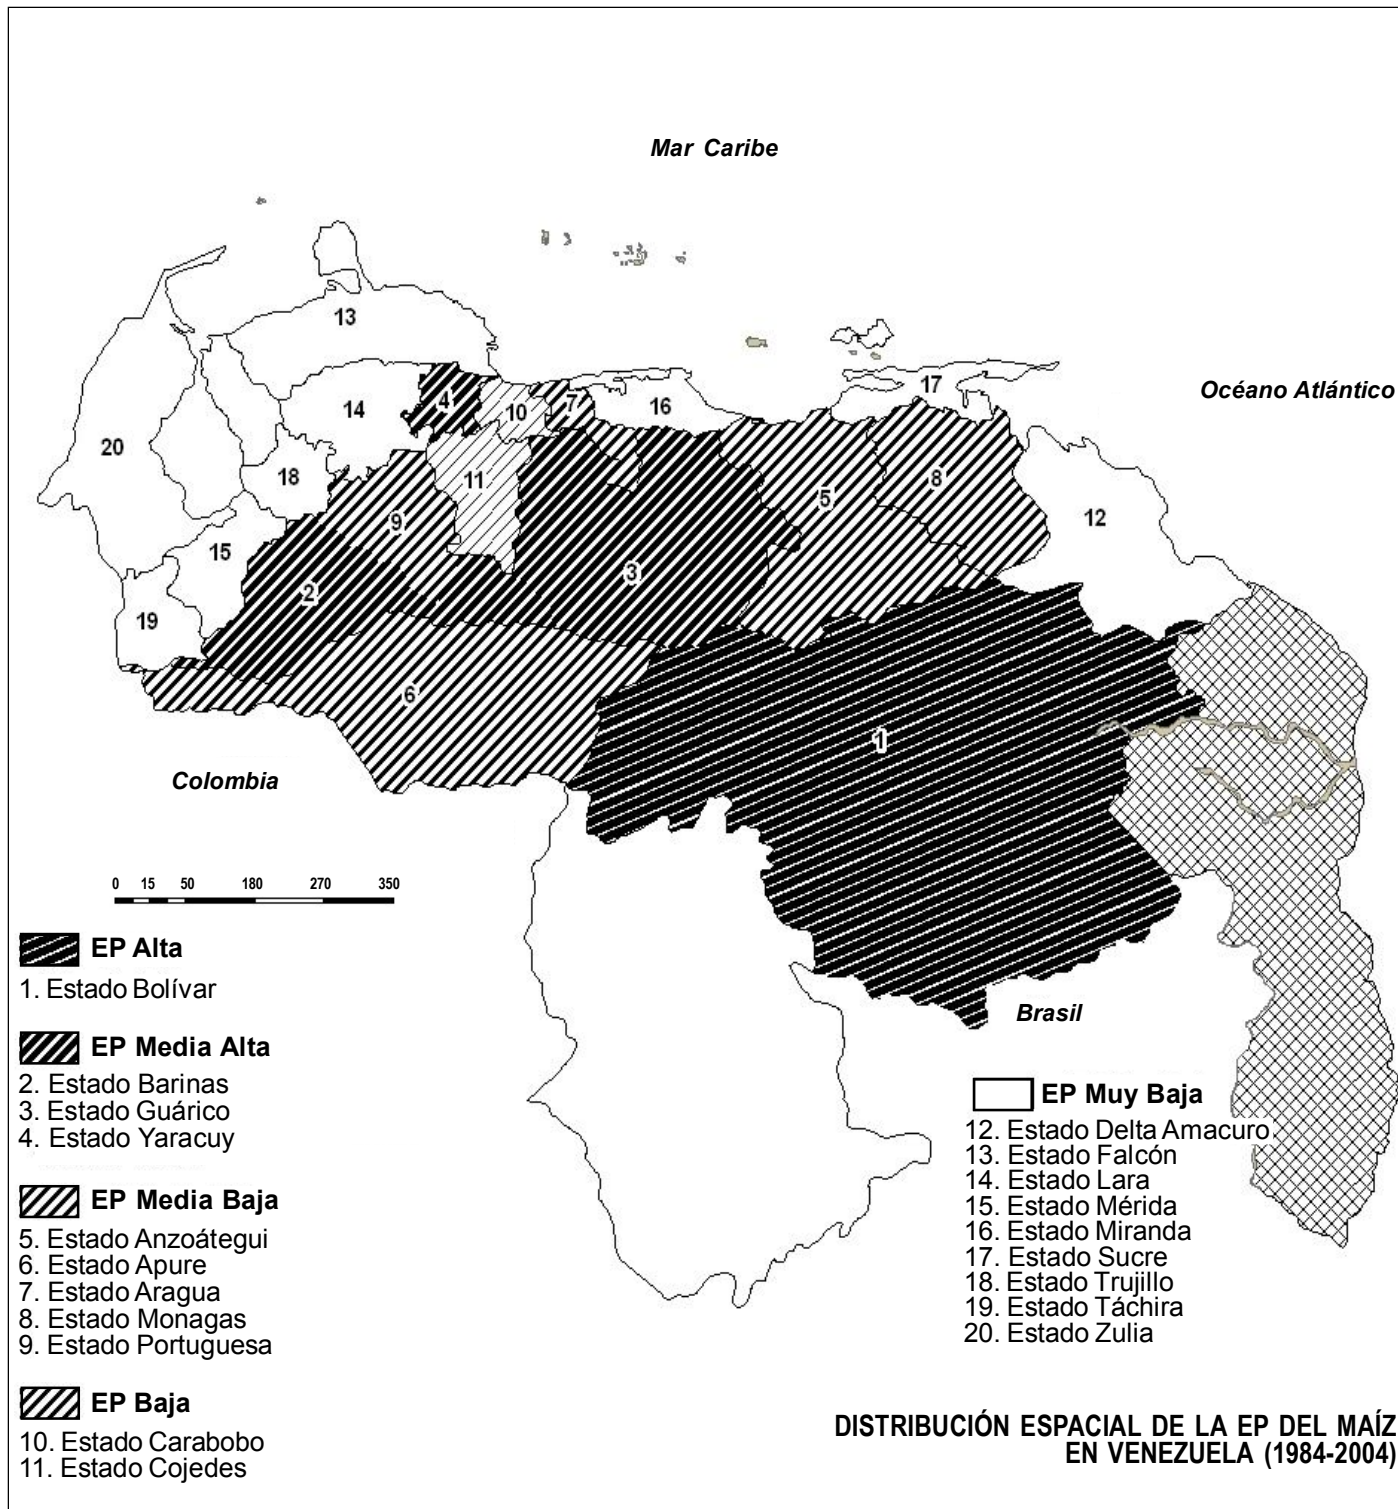 Mar Caribe
13
17
Océano Atlántico
14
4
10
7
16
20
18
11
5
8
9
12
15
2
3
19
6
1
Colombia
0 15 50 180 270 350
EP Alta
1. Estado Bolívar
Brasil
EP Media Alta
2. Estado Barinas
3. Estado Guárico
4. Estado Yaracuy
EP Media Baja
5. Estado Anzoátegui
6. Estado Apure
7. Estado Aragua
8. Estado Monagas
9. Estado Portuguesa
EP Baja
10. Estado Carabobo
11. Estado Cojedes
EP Muy Baja
12. Estado Delta Amacuro
13. Estado Falcón
14. Estado Lara
15. Estado Mérida
16. Estado Miranda
17. Estado Sucre
18. Estado Trujillo
19. Estado Táchira
20. Estado Zulia
DISTRIBUCIÓN ESPACIAL DE LA EP DEL MAÍZ
EN VENEZUELA (1984-2004)